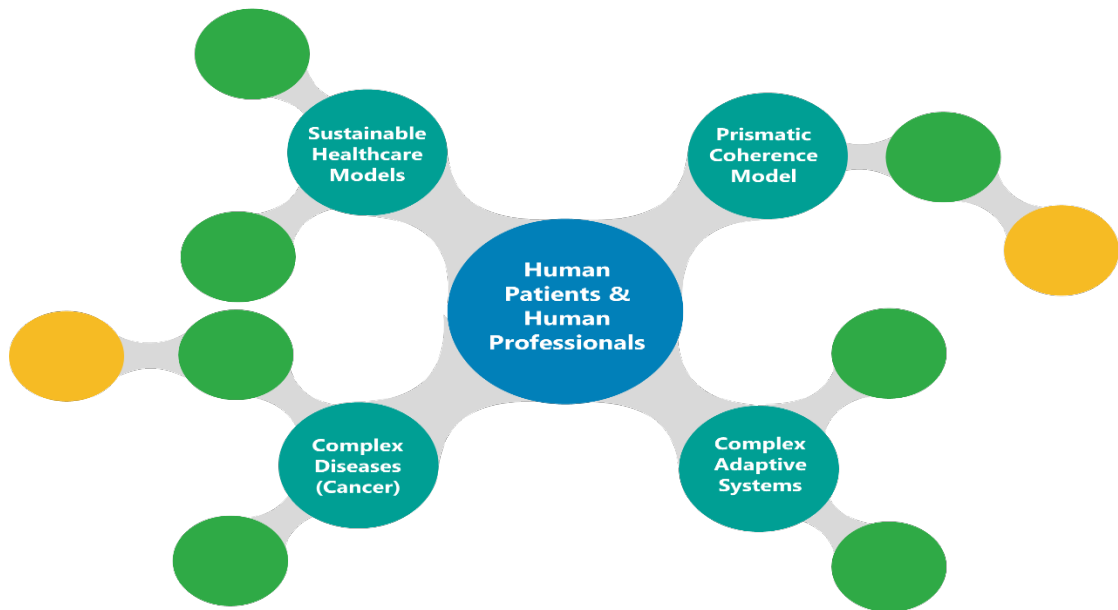 Sustainable
Healthcare
Models
Prismatic
Coherence
Model
Human
Patients &
Human
Professionals
Complex
Diseases
(Cancer)
Complex
Adaptive
Systems